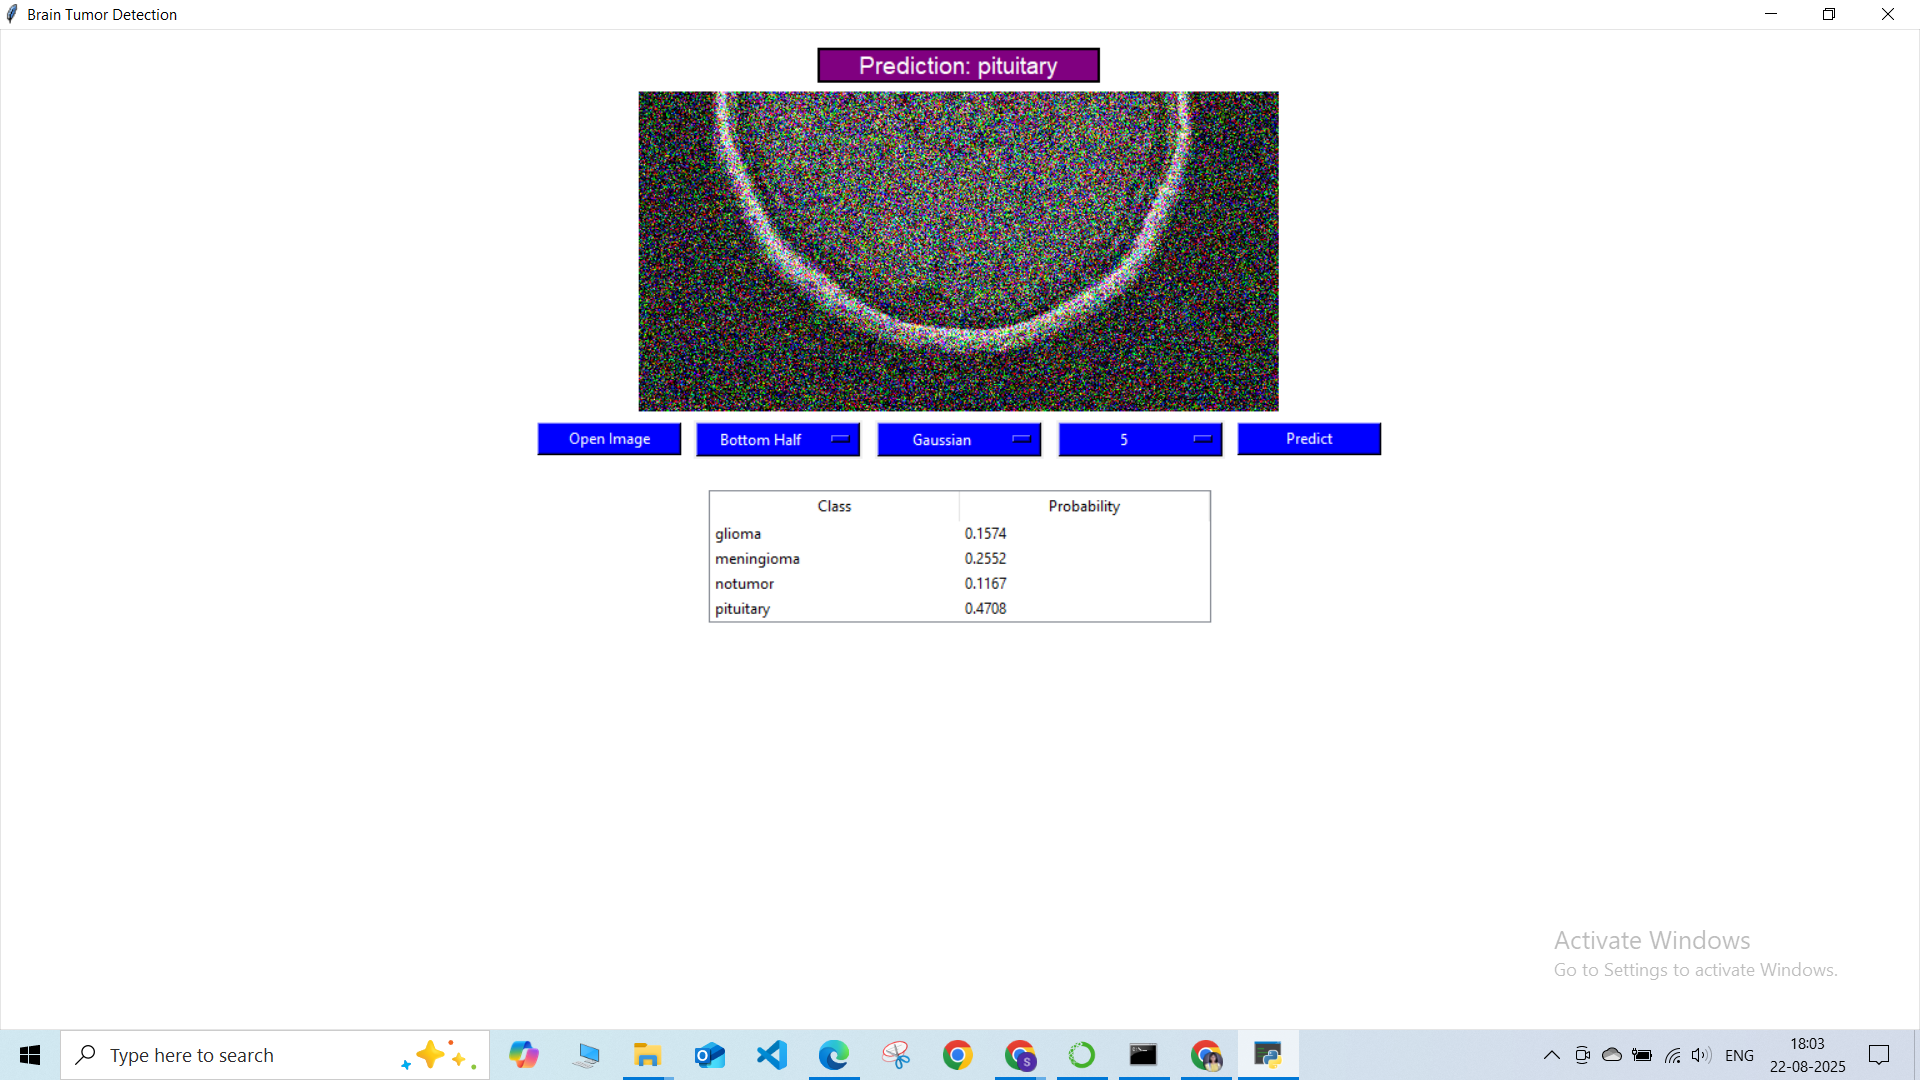 Brain Tumor Detection
Prediction: pituitary
Open Image
Bottom Half
Gaussian
5
Predict
Class Probability
glioma 0.1574
meningioma 0.2552
notumor 0.1167
pituitary 0.4708
Activate Windows
Go to Settings to activate Windows.
Type here to search
S
ENG
18:03
22-08-2025